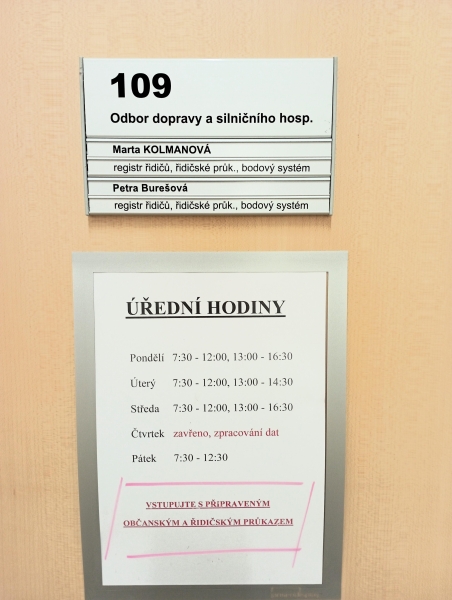 109
Odbor dopravy a silničního hosp.
Marta KOLMANOVÁ
registr řidičů, řidičské průk., bodový systém
Petra Burešová
registr řidičů, řidičské průk., bodový systém
ÚŘEDNÍ HODINY
Pondělí 7:30 - 12:00, 13:00 - 16:30
Úterý 7:30 - 12:00, 13:00 - 14:30
Středa 7:30 - 12:00, 13:00 - 16:30
Čtvrtek zavřeno, zpracování dat
Pátek 7:30 - 12:30
VSTUPUJTE S PŘIPRAVENÝM
OBČANSKÝM A ŘIDIČSKÝM PRŮKAZEM